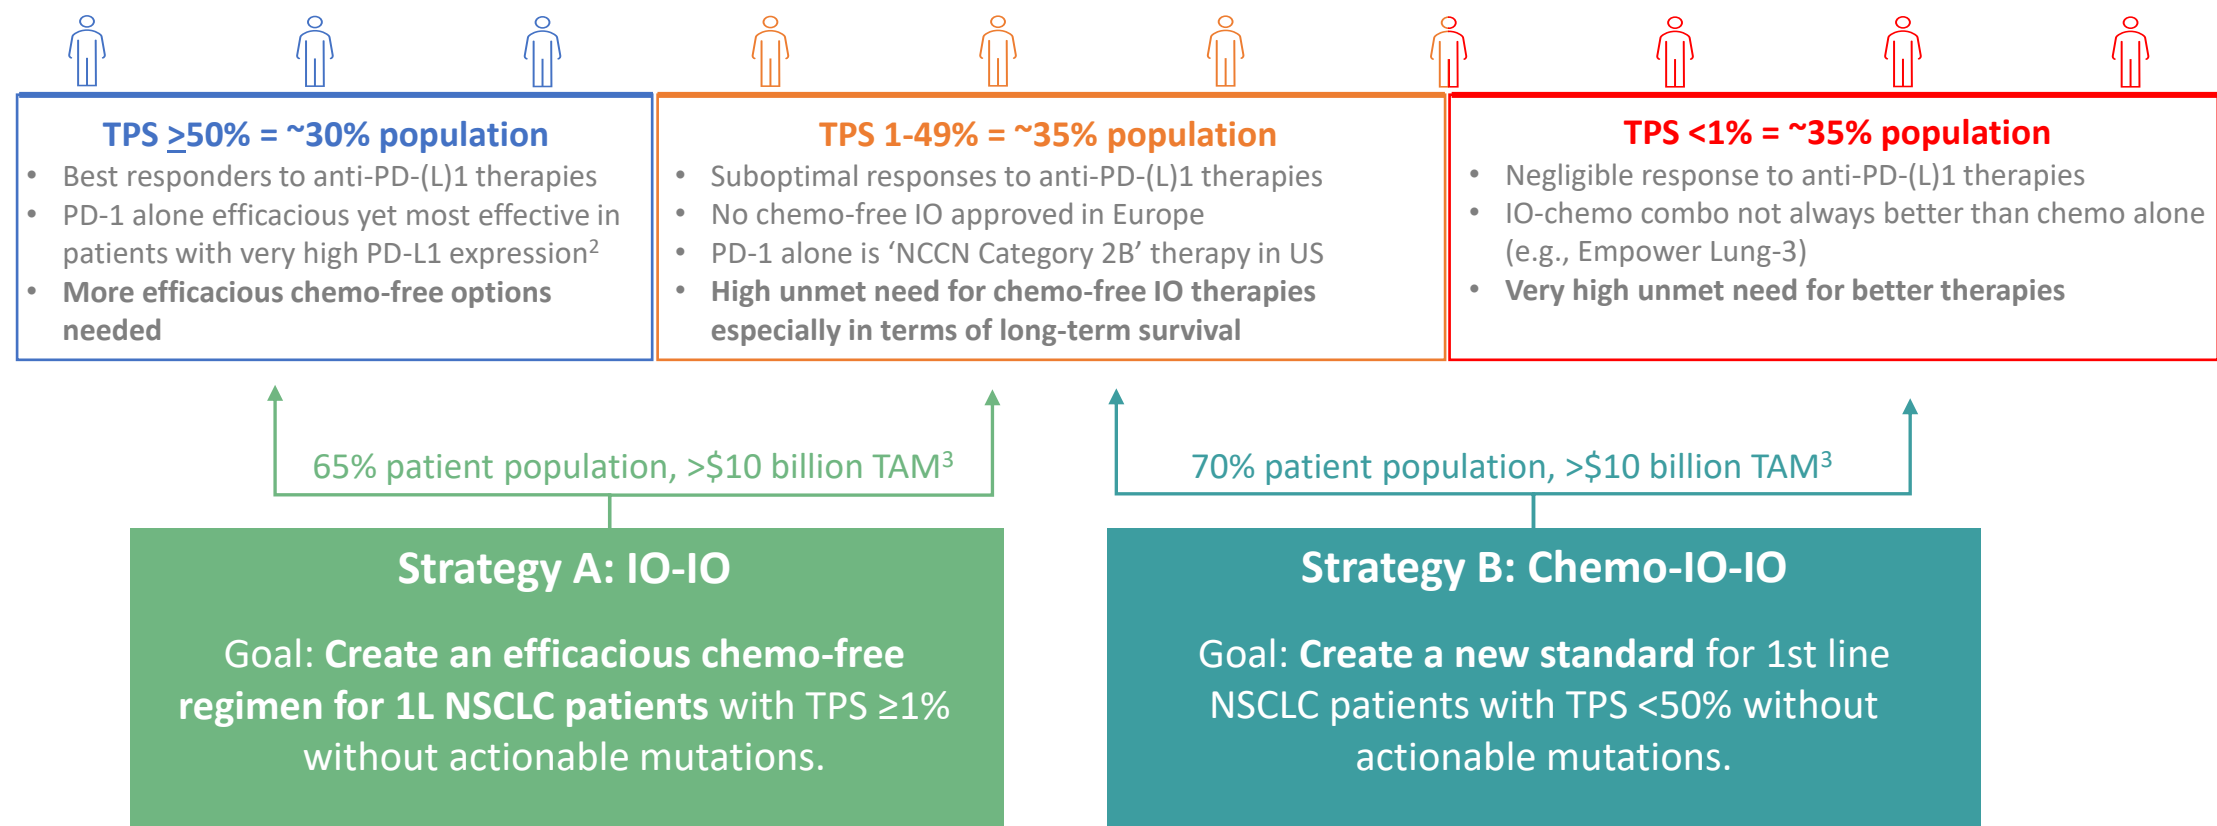 TPS ≥50% = ~30% population
• Best responders to anti-PD-(L)1 therapies
• PD-1 alone efficacious yet most effective in
patients with very high PD-L1 expression2
• More efficacious chemo-free options
needed
TPS 1-49% = ~35% population
• Suboptimal responses to anti-PD-(L)1 therapies
• No chemo-free IO approved in Europe
• PD-1 alone is ‘NCCN Category 2B’ therapy in US
• High unmet need for chemo-free IO therapies
especially in terms of long-term survival
TPS <1% = ~35% population
• Negligible response to anti-PD-(L)1 therapies
• IO-chemo combo not always better than chemo alone
(e.g., Empower Lung-3)
• Very high unmet need for better therapies
65% patient population, >$10 billion TAM3
70% patient population, >$10 billion TAM3
Strategy A: IO-IO
Goal: Create an efficacious chemo-free
regimen for 1L NSCLC patients with TPS ≥1%
without actionable mutations.
Strategy B: Chemo-IO-IO
Goal: Create a new standard for 1st line
NSCLC patients with TPS <50% without
actionable mutations.